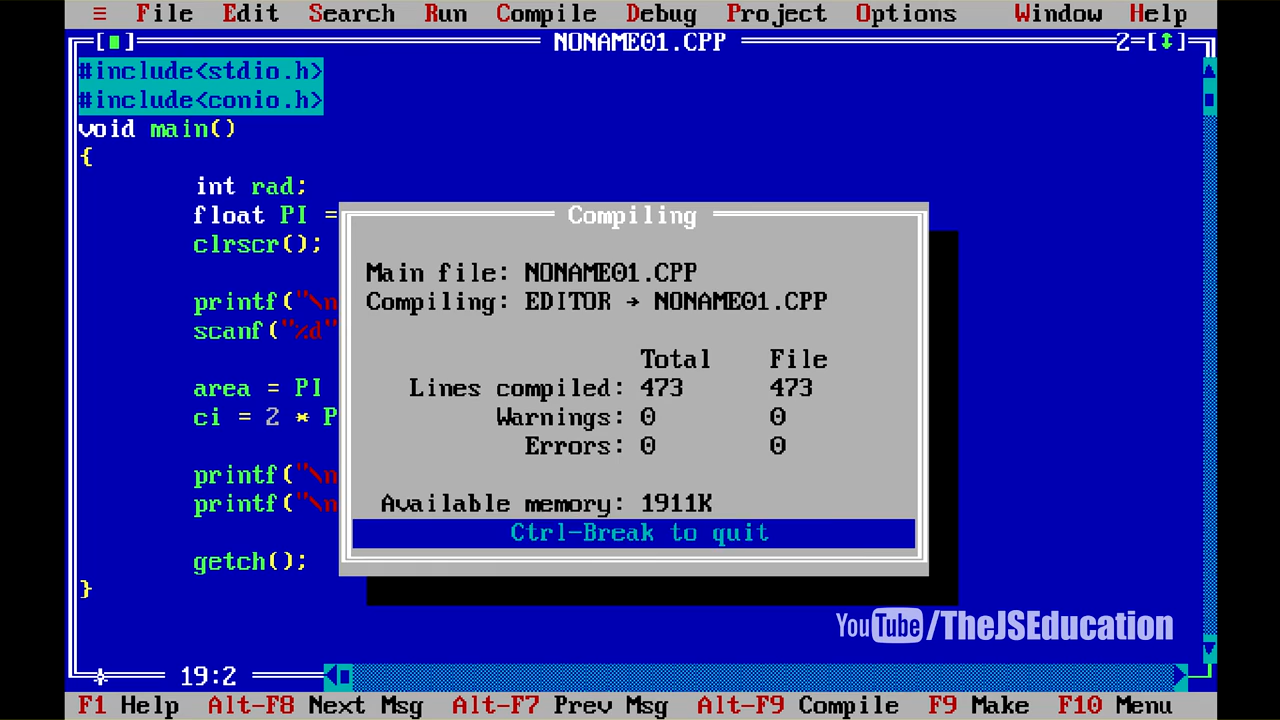 ≡ File Edit Search Run Compile Debug Project Options Window Help
[■] NONAME01.CPP 2=[↕]
#include<stdio.h>
#include<conio.h>
void main()
{
int rad;
float PI =
clrscr();
printf("\n
scanf("%d"
area = PI
ci = 2 * P
printf("\n
printf("\n
getch();
}
Compiling
Main file: NONAME01.CPP
Compiling: EDITOR → NONAME01.CPP
Total File
Lines compiled: 473 473
Warnings: 0 0
Errors: 0 0
Available memory: 1911K
Ctrl-Break to quit
YouTube/TheJSEducation
19:2
F1 Help Alt-F8 Next Msg Alt-F7 Prev Msg Alt-F9 Compile F9 Make F10 Menu